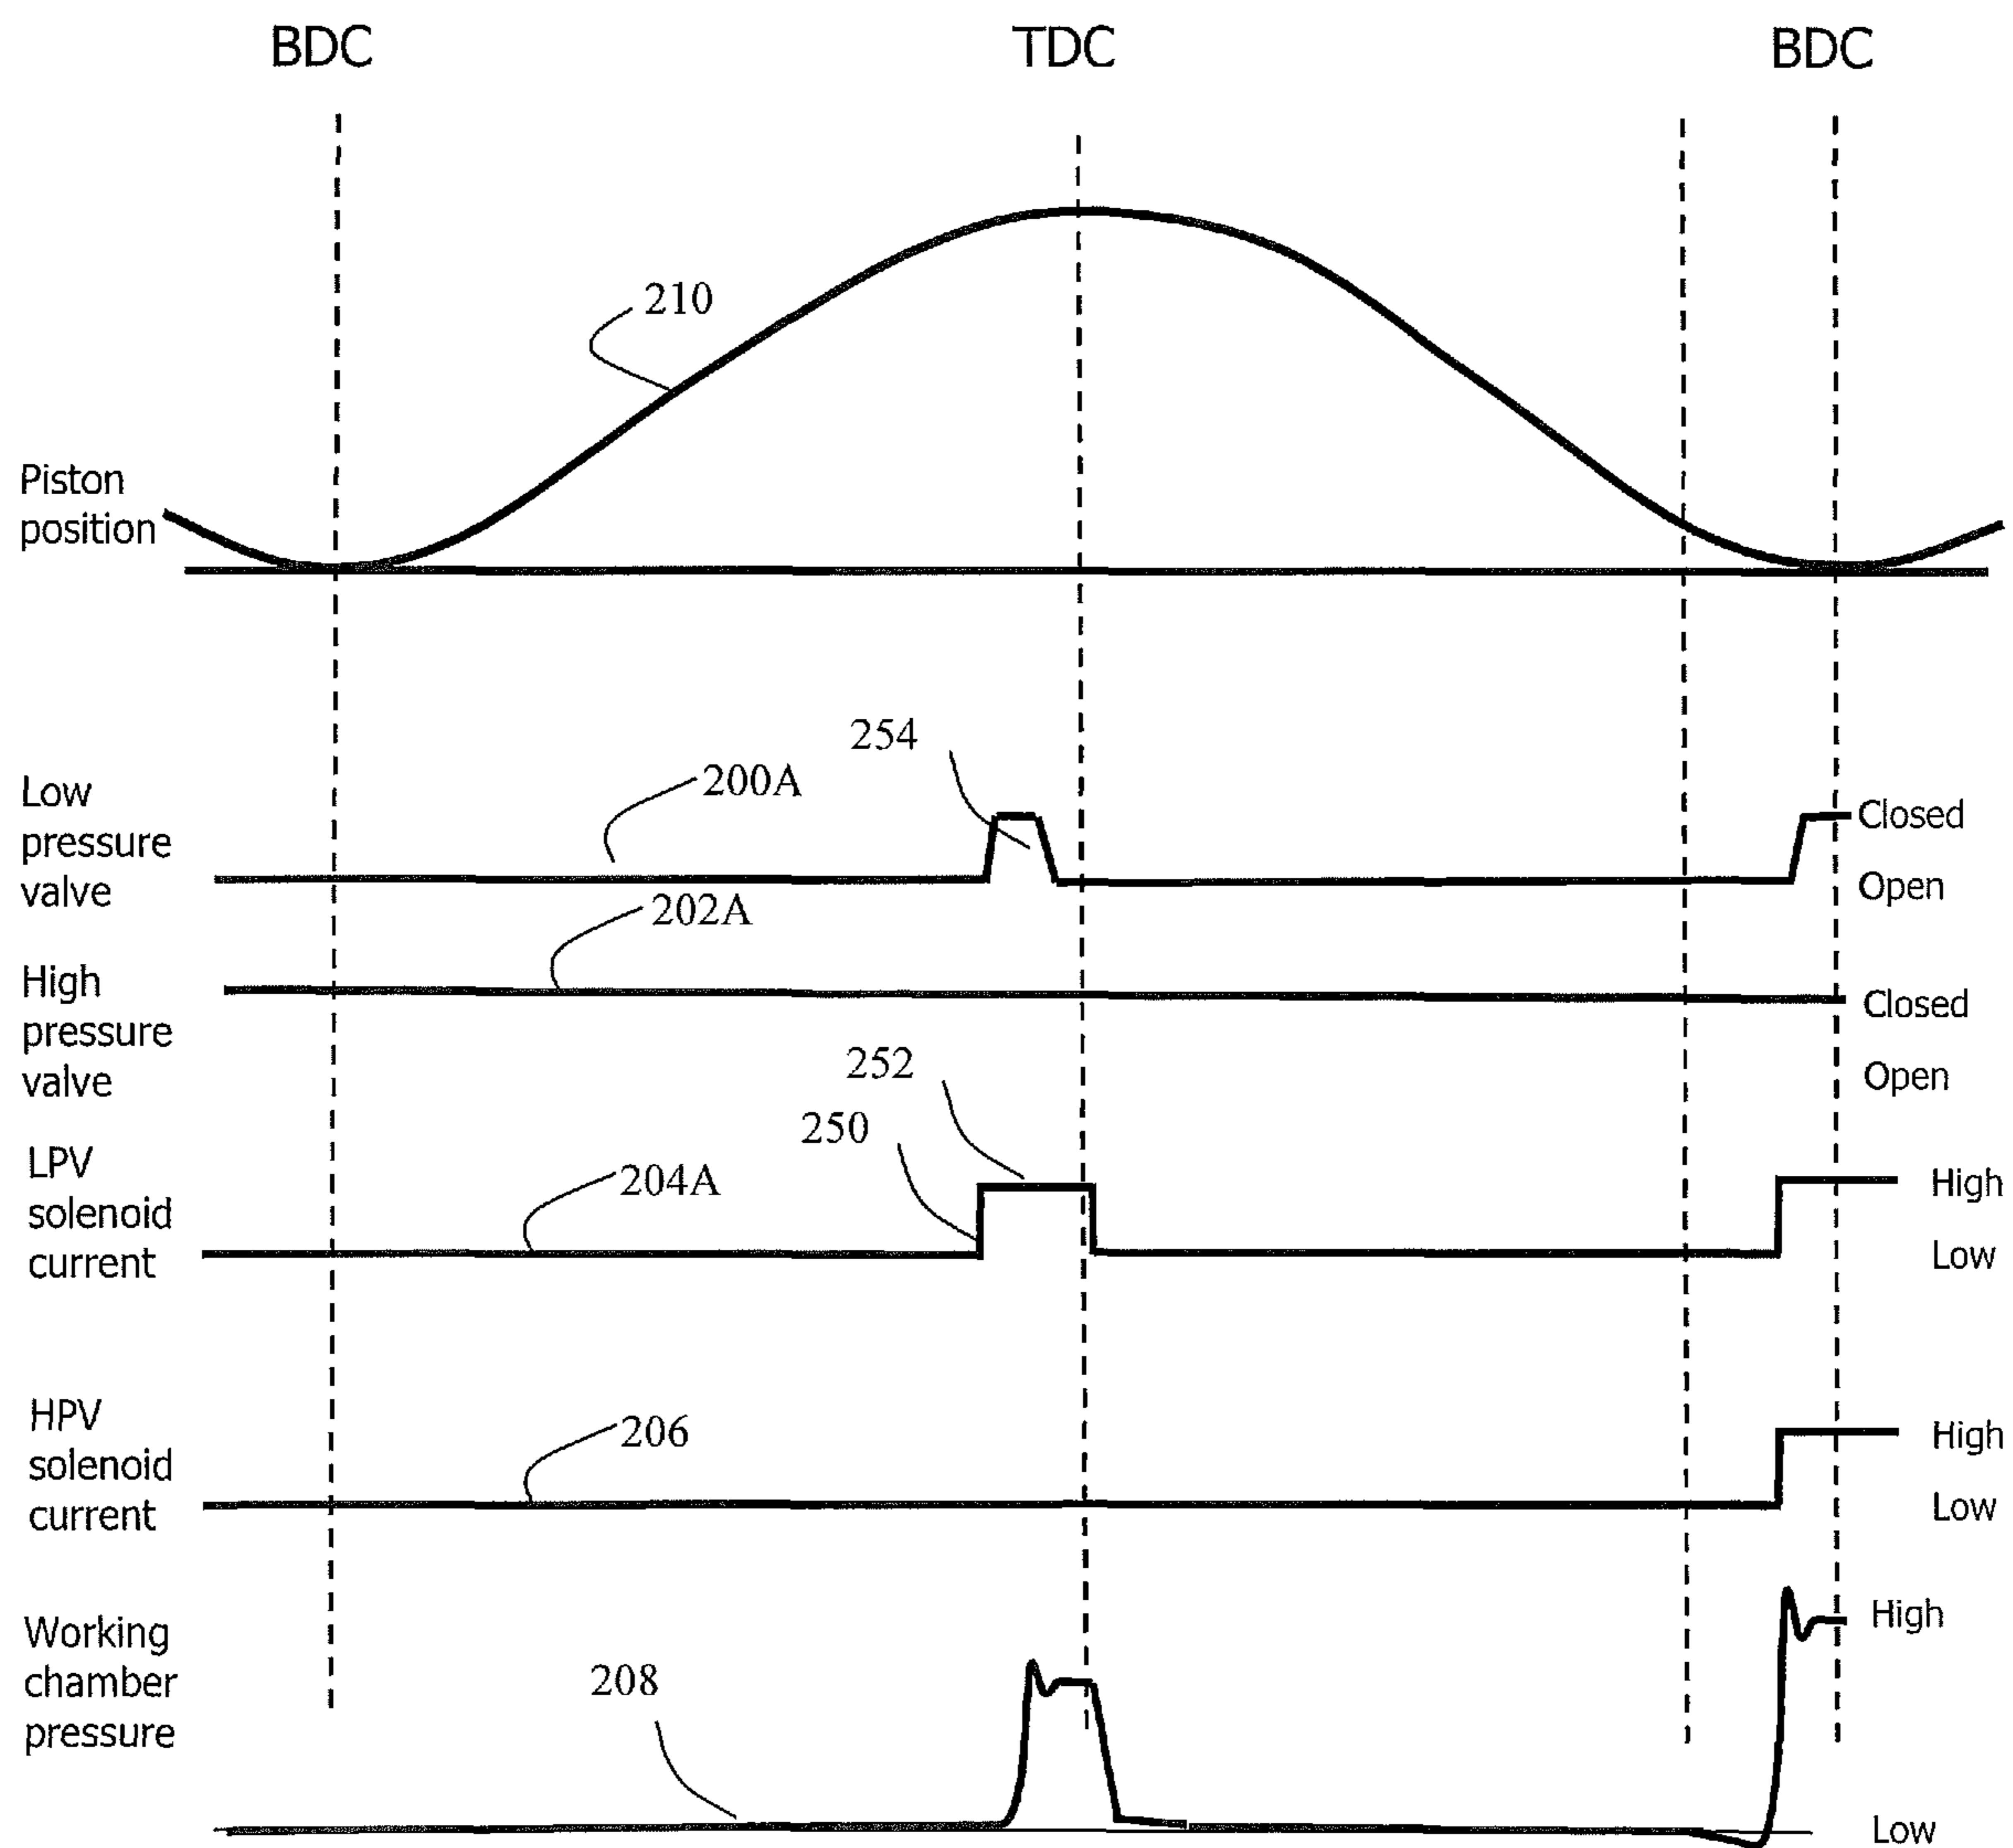 BDC
TDC
BDC
210
Piston
position
254
200A
Low
pressure
valve
Closed
Open
202A
High
pressure
valve
Closed
Open
252
250
LPV
solenoid
current
204A
High
Low
HPV
solenoid
current
206
High
Low
Working
chamber
pressure
208
High
Low